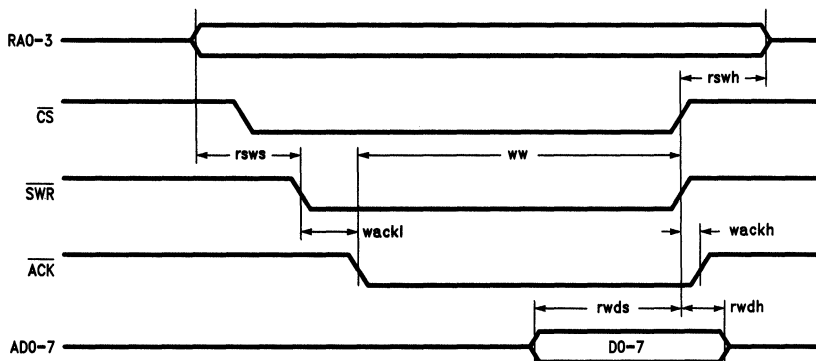 RA0-3
rswh
CS
rsws
ww
SWR
wackl
wackh
ACK
rwds
rwdh
AD0-7
D0-7